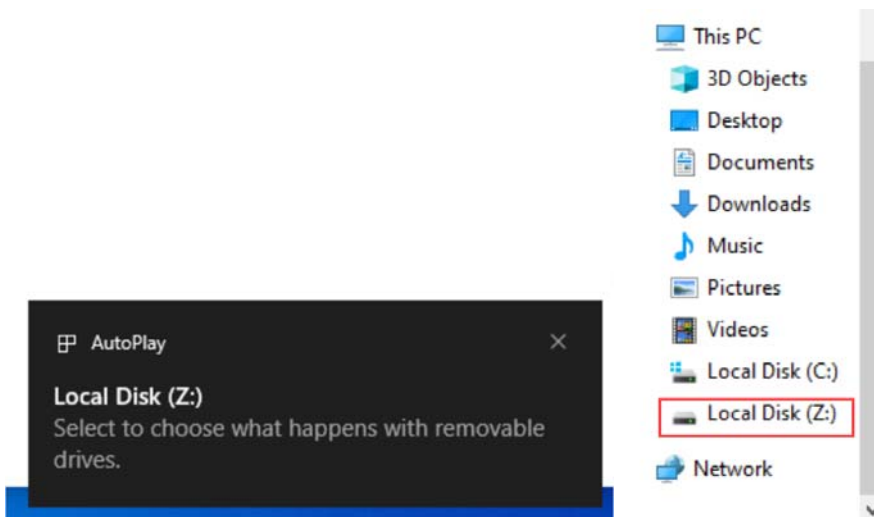 AutoPlay
Local Disk (Z:)
Select to choose what happens with removable
drives.
This PC
3D Objects
Desktop
Documents
Downloads
Music
Pictures
Videos
Local Disk (C:)
Local Disk (Z:)
Network